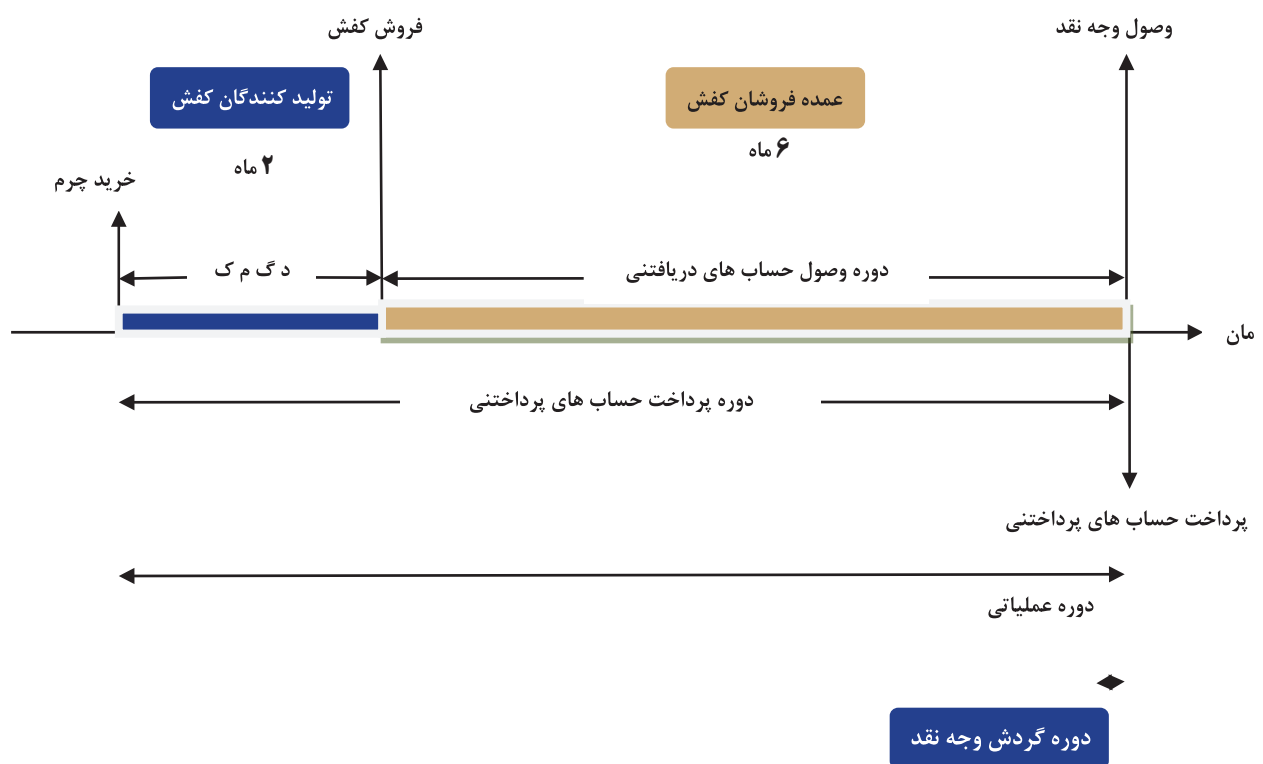 وصول وجه نقد
فروش کفش
عمده فروشان کفش
تولید کنندگان کفش
۶ ماه
۲ ماه
خرید چرم
دوره وصول حساب های دریافتنی
د گ م ک
مان
دوره پرداخت حساب های پرداختنی
پرداخت حساب های پرداختنی
دوره عملیاتی
دوره گردش وجه نقد